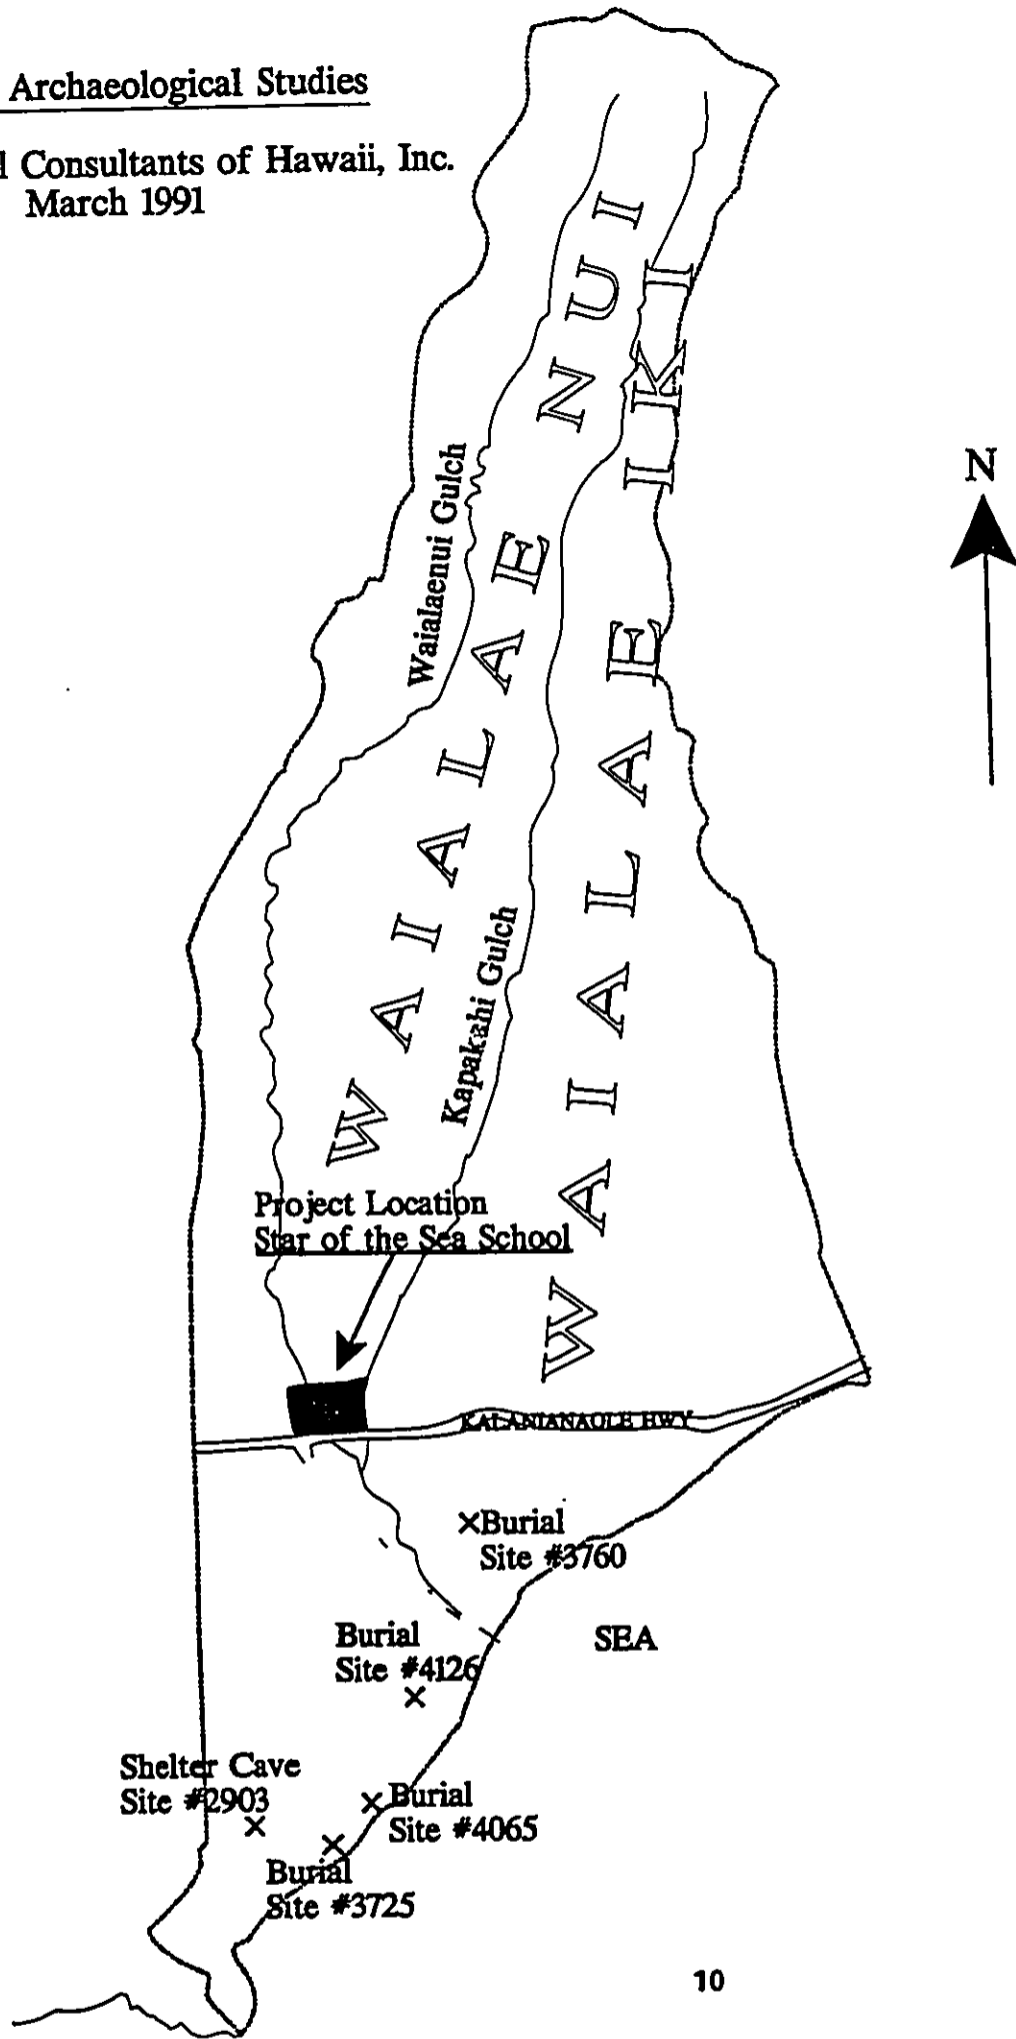 Archaeological Studies
Consultants of Hawaii, Inc.
March 1991
WAIALAE NUI
WAIALAE IKI
N
Waialaenui Gulch
Kapakahi Gulch
Project Location
Star of the Sea School
KALANIANAOLE HWY
×Burial
Site #3760
Burial
Site #4126
×
SEA
Shelter Cave
Site #2903
×
× Burial
Site #4065
×
Burial
Site #3725
10